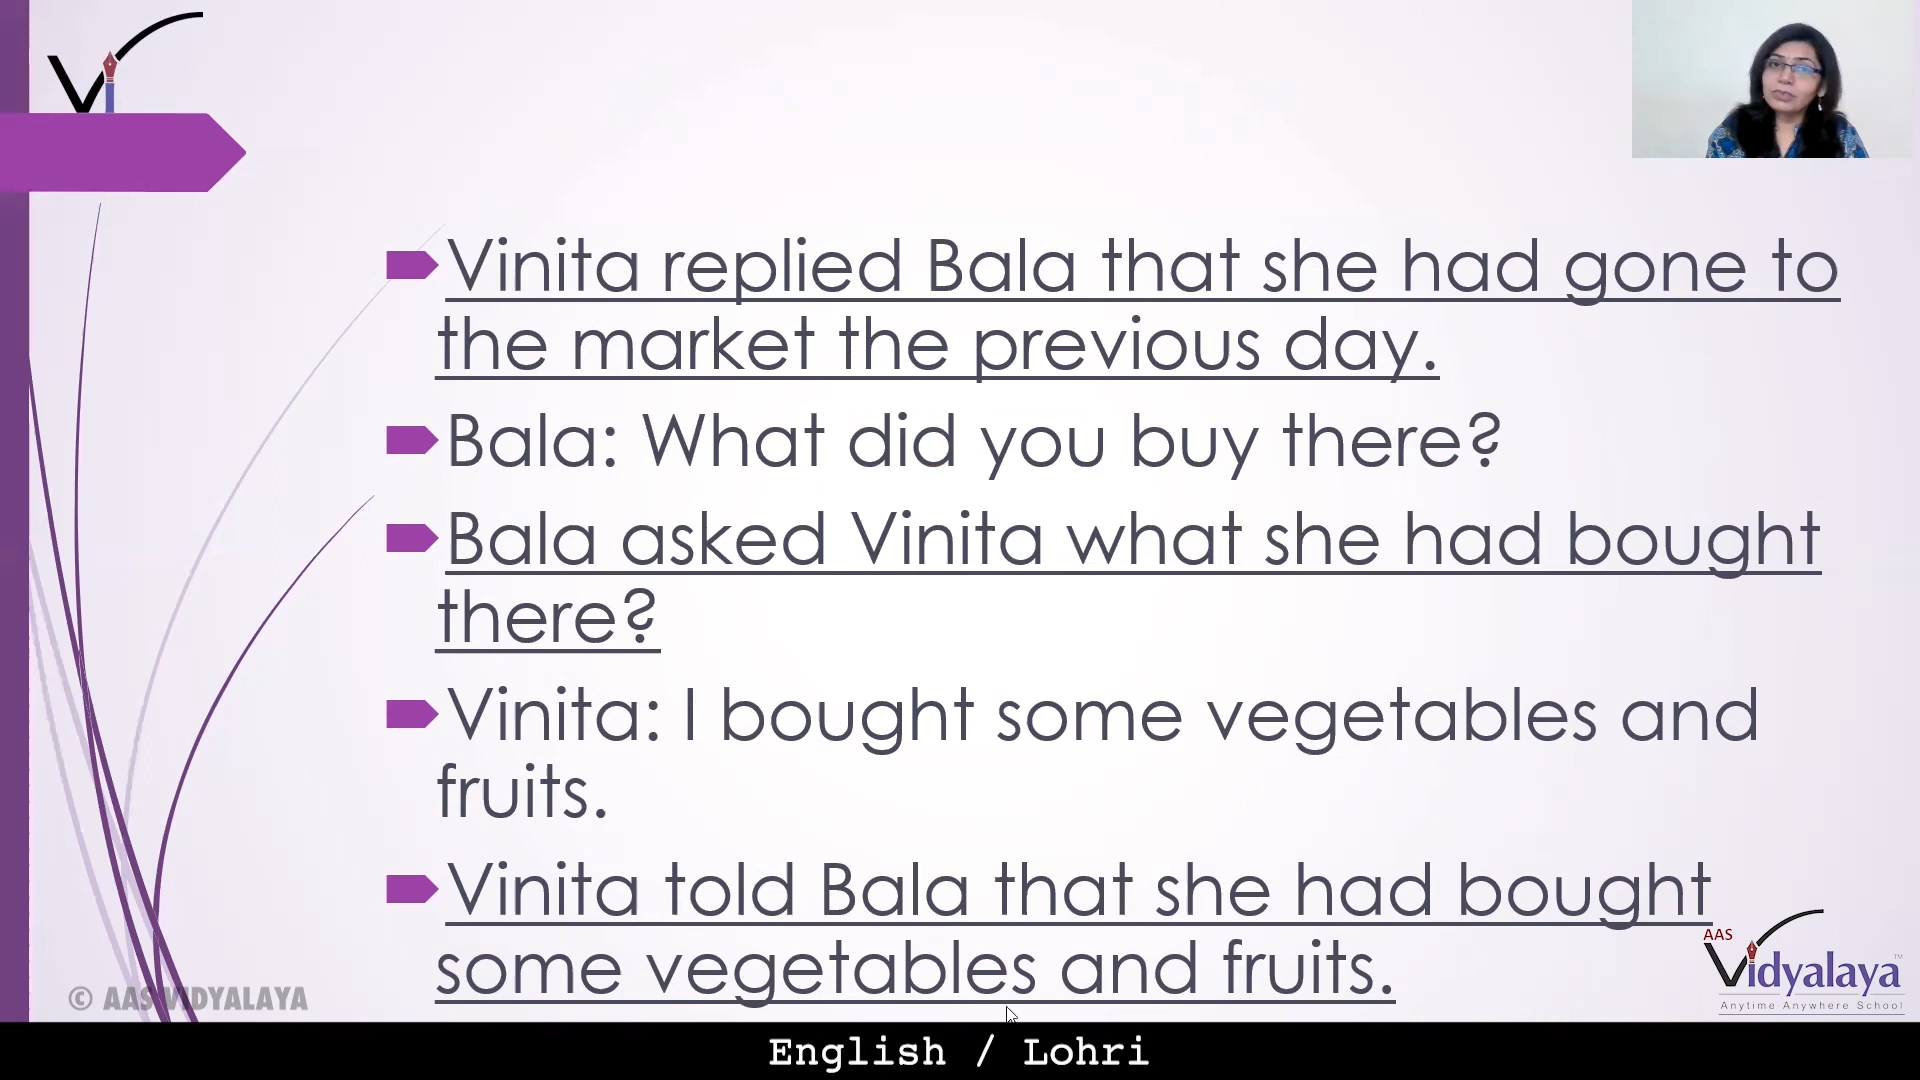 Vi
Vinita replied Bala that she had gone to
the market the previous day.
Bala: What did you buy there?
Bala asked Vinita what she had bought
there?
Vinita: I bought some vegetables and
fruits.
Vinita told Bala that she had bought
some vegetables and fruits.
AAS
Vidyalaya ™
Anytime Anywhere School
© AAS VIDYALAYA
English / Lohri